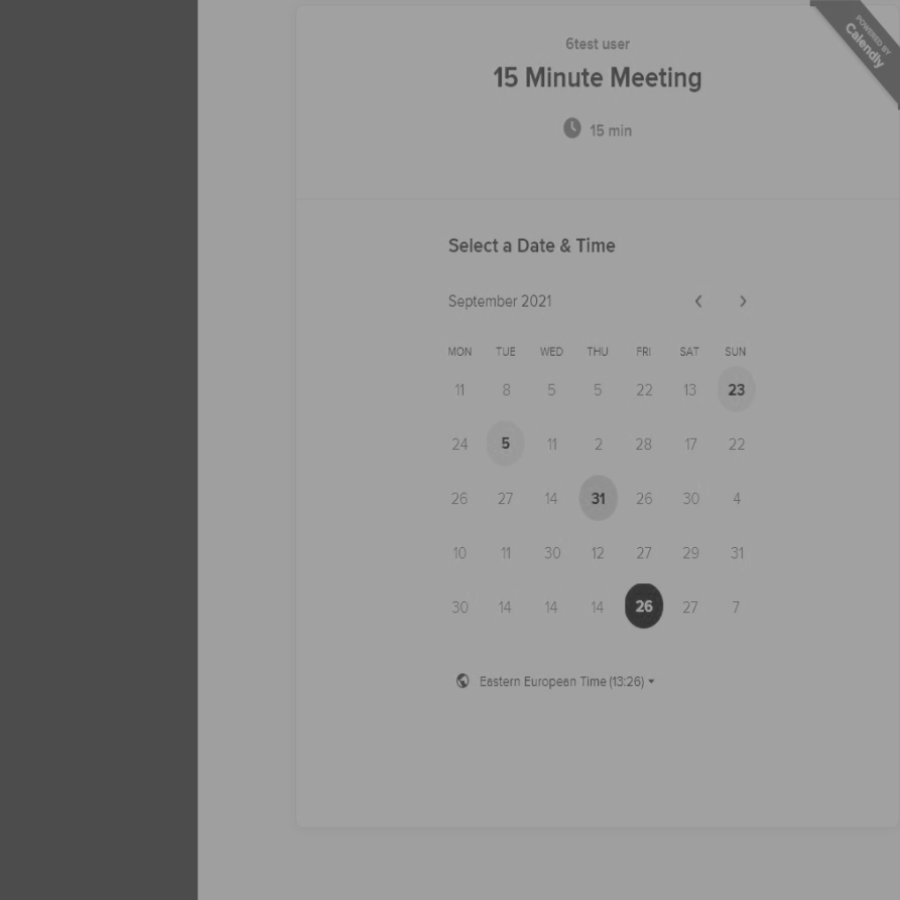 POWERED BY
Calendly
6test user
15 Minute Meeting
15 min
Select a Date & Time
September 2021
MON TUE WED THU FRI SAT SUN
11 8 5 5 22 13 23
24 5 11 2 28 17 22
26 27 14 31 26 30 4
10 11 30 12 27 29 31
30 14 14 14 26 27 7
Eastern European Time (13:26)